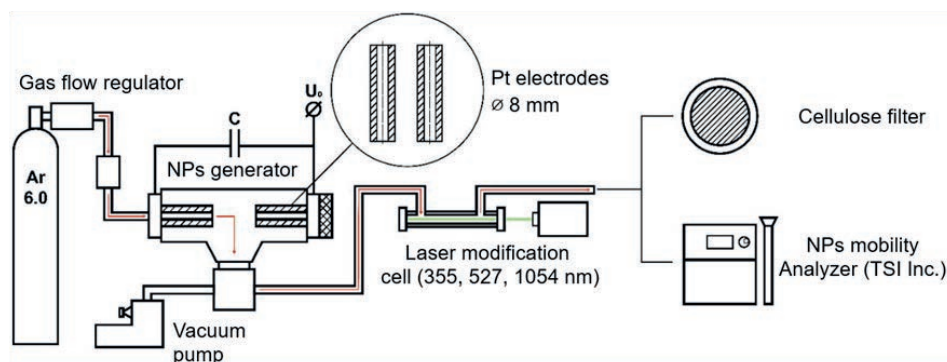 Gas flow regulator
Ar
6.0
C
U₀
NPs generator
Pt electrodes
Ø 8 mm
Vacuum
pump
Laser modification
cell (355, 527, 1054 nm)
Cellulose filter
NPs mobility
Analyzer (TSI Inc.)